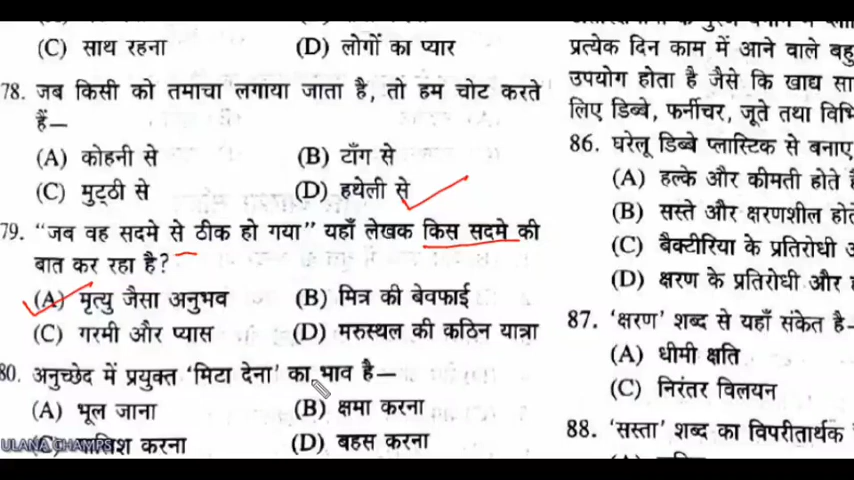 (C) साथ रहना (D) लोगों का प्यार
78. जब किसी को तमाचा लगाया जाता है, तो हम चोट करते
हैं—
(A) कोहनी से (B) टाँग से
(C) मुट्ठी से (D) हथेली से
79. “जब वह सदमे से ठीक हो गया” यहाँ लेखक किस सदमे की
बात कर रहा है?
(A) मृत्यु जैसा अनुभव (B) मित्र की बेवफाई
(C) गरमी और प्यास (D) मरुस्थल की कठिन यात्रा
80. अनुच्छेद में प्रयुक्त ‘मिटा देना’ का भाव है—
(A) भूल जाना (B) क्षमा करना
करना (D) बहस करना
ULANA CHAMPS
प्रत्येक दिन काम में आने वाले
उपयोग होता है जैसे कि खाद्य
लिए डिब्बे, फर्नीचर, जूते तथा
86. घरेलू डिब्बे प्लास्टिक से
(A) हल्के और कीमती होते
(B) सस्ते और क्षरणशील
(C) बैक्टीरिया के प्रतिरोधी
(D) क्षरण के प्रतिरोधी और
87. ‘क्षरण’ शब्द से यहाँ संकेत है—
(A) धीमी क्षति
(C) निरंतर विलयन
88. ‘सस्ता’ शब्द का विपरीतार्थक